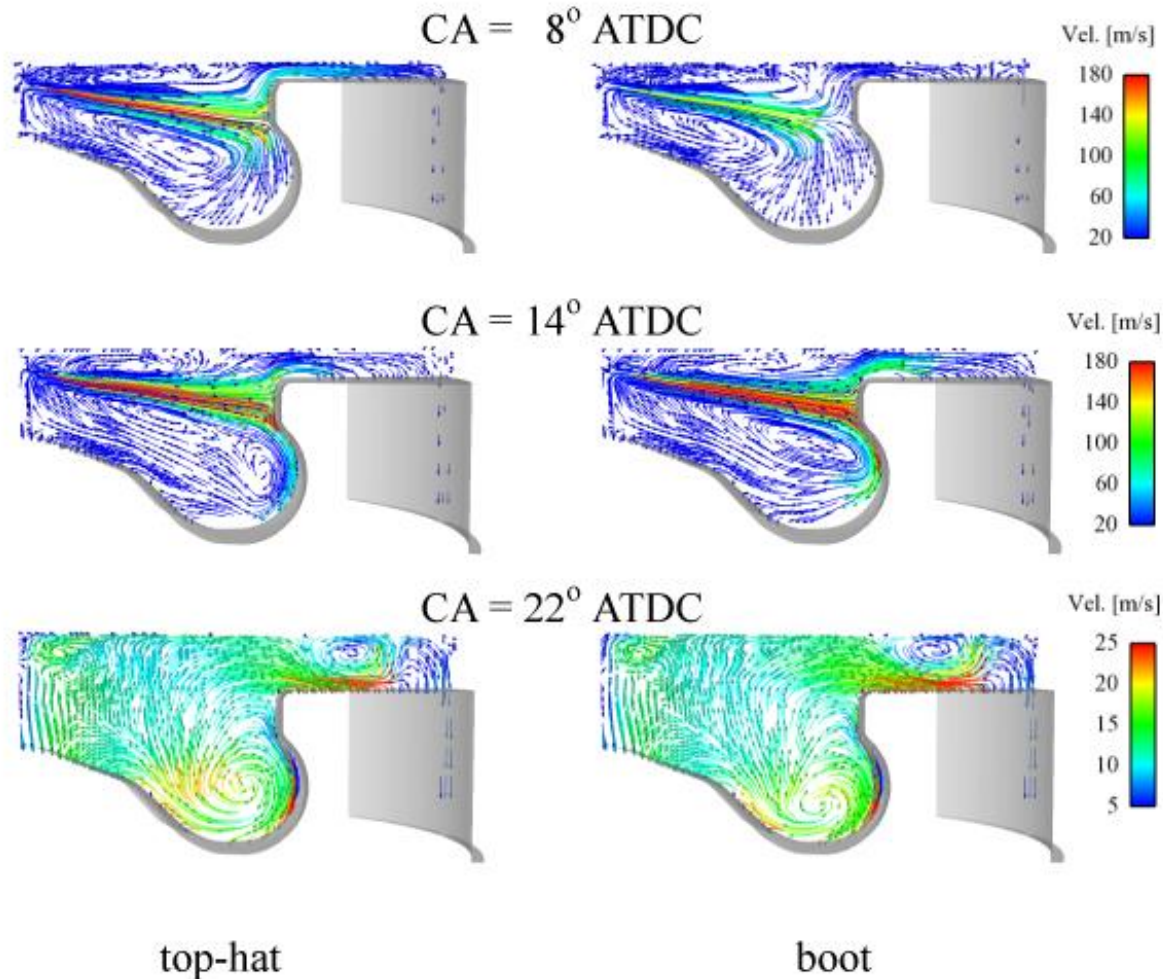 CA = 8° ATDC
Vel. [m/s]
180
140
100
60
20
CA = 14° ATDC
Vel. [m/s]
180
140
100
60
20
CA = 22° ATDC
Vel. [m/s]
25
20
15
10
5
top-hat boot